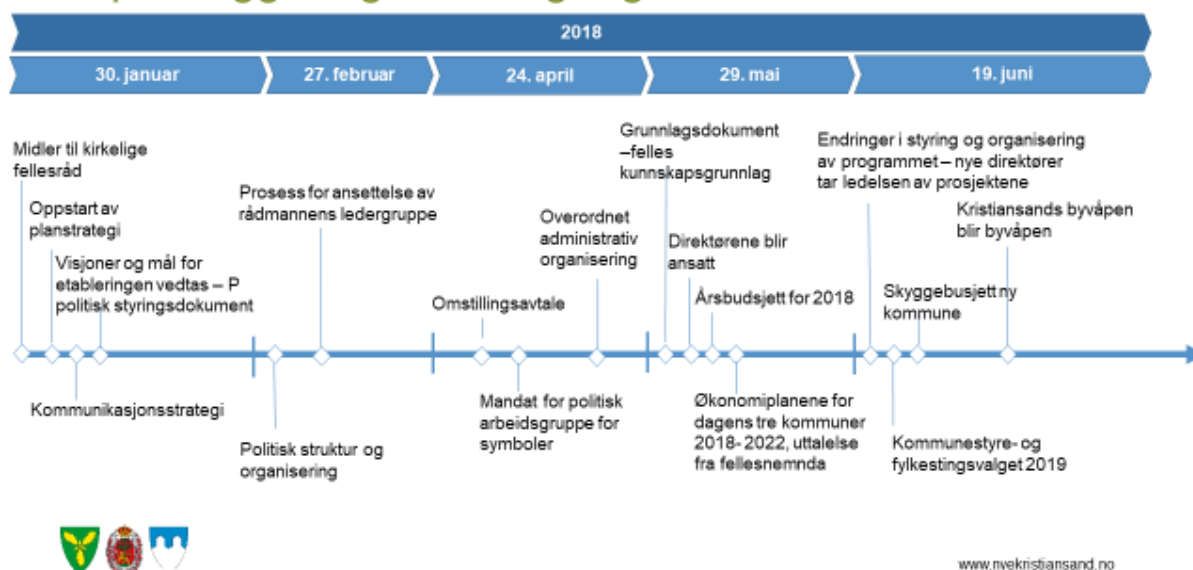 2018
30. januar
27. februar
24. april
29. mai
19. juni
Midler til kirkelige
fellesråd
Oppstart av
planstrategi
Visjoner og mål for
etableringen vedtas – P
politisk styringsdokument
Kommunikasjonsstrategi
Prosess for ansettelse av
rådmannens ledergruppe
Politisk struktur og
organisering
Omstillingsavtale
Overordnet
administrativ
organisering
Mandat for politisk
arbeidsgruppe for
symboler
Grunnlagsdokument
–felles
kunnskapsgrunnlag
Direktørene blir
ansatt
Årsbudsjett for 2018
Økonomiplanene for
dagens tre kommuner
2018- 2022, uttalelse
fra fellesnemnda
Endringer i styring og organisering
av programmet – nye direktører
tar ledelsen av prosjektene
Kristiansands byvåpen
blir byvåpen
Skyggebusjett ny
kommune
Kommunestyre- og
fylkestingsvalget 2019
www.nyekristiansand.no